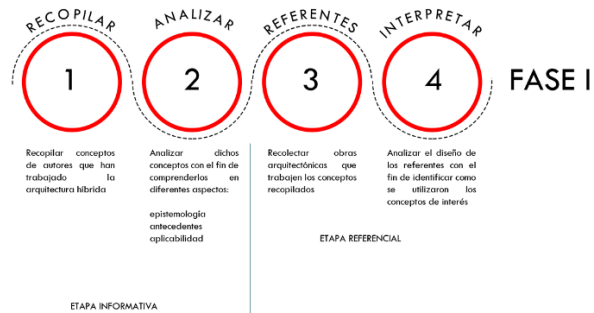 RECOPILAR
ANALIZAR
REFERENTES
INTERPRETAR
1
2
3
4
FASE I
Recopilar conceptos
de autores que han
trabajado la
arquitectura híbrida
Analizar dichos
conceptos con el fin de
comprenderlos en
diferentes aspectos:
epistemologia
antecedentes
aplicabilidad
Recolectar obras
arquitectónicas que
trabajen los conceptos
recopilados
Analizar el diseño de
los referentes con el
fin de identificar como
se utilizaron los
conceptos de interés
ETAPA REFERENCIAL
ETAPA INFORMATIVA